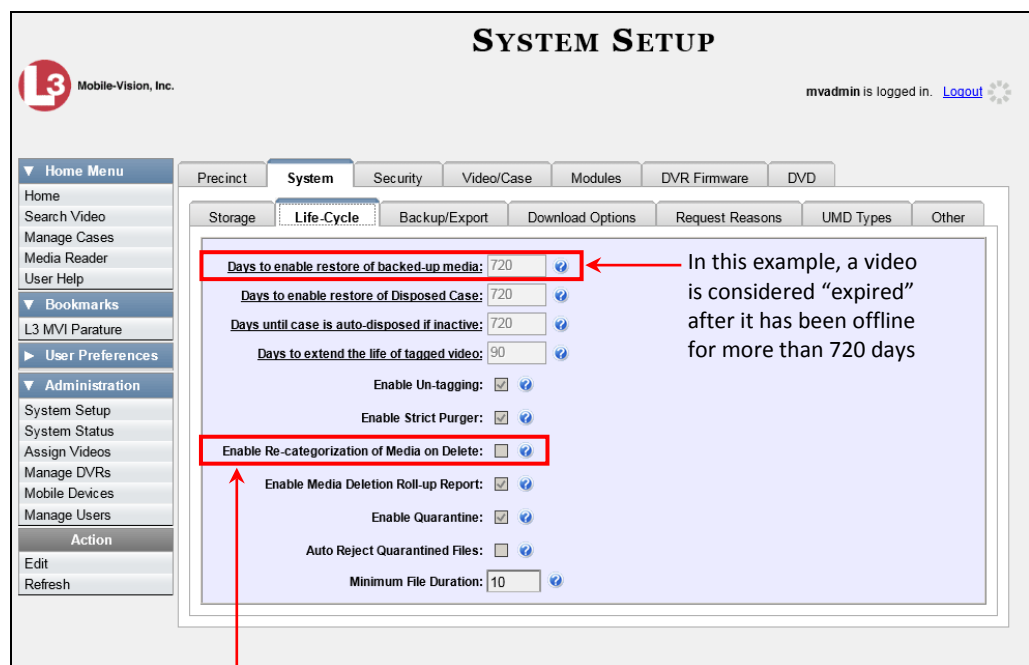 SYSTEM SETUP
L3 Mobile-Vision, Inc.
mvadmin is logged in. Logout
▼ Home Menu
Home
Search Video
Manage Cases
Media Reader
User Help
▼ Bookmarks
L3 MVI Parature
► User Preferences
▼ Administration
System Setup
System Status
Assign Videos
Manage DVRs
Mobile Devices
Manage Users
Action
Edit
Refresh
Precinct System Security Video/Case Modules DVR Firmware DVD
Storage Life-Cycle Backup/Export Download Options Request Reasons UMD Types Other
Days to enable restore of backed-up media: 720
Days to enable restore of Disposed Case: 720
Days until case is auto-disposed if inactive: 720
Days to extend the life of tagged video: 90
Enable Un-tagging:
Enable Strict Purger:
Enable Re-categorization of Media on Delete:
Enable Media Deletion Roll-up Report:
Enable Quarantine:
Auto Reject Quarantined Files:
Minimum File Duration: 10
In this example, a video
is considered “expired”
after it has been offline
for more than 720 days